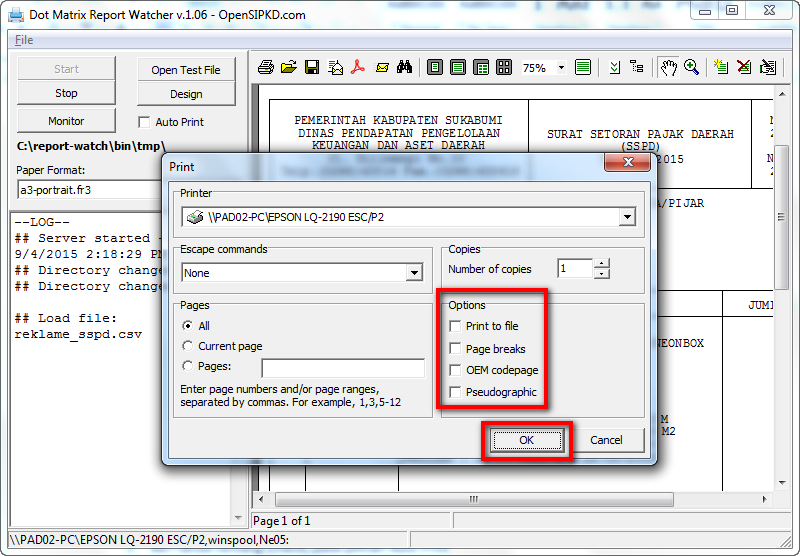 Dot Matrix Report Watcher v.1.06 - OpenSIPKD.com
File
Start
Open Test File
Stop
Design
Monitor
Auto Print
C:\report-watch\bin\tmp\
Paper Format:
a3-portrait.fr3
--LOG--
## Server started -
9/4/2015 2:18:29 PM
## Directory change
## Directory change
## Load file:
reklame_sspd.csv
75%
PEMERINTAH KABUPATEN SUKABUMI
DINAS PENDAPATAN PENGELOLAAN
KEUANGAN DAN ASET DAERAH
SURAT SETORAN PAJAK DAERAH
(SSPD)
2015
A/PIJAR
JUMI
NEONBOX
M
M2
Print
Printer
\\PAD02-PC\EPSON LQ-2190 ESC/P2
Escape commands
None
Copies
Number of copies
1
Pages
All
Current page
Pages:
Enter page numbers and/or page ranges,
separated by commas. For example, 1,3,5-12
Options
Print to file
Page breaks
OEM codepage
Pseudographic
OK
Cancel
Page 1 of 1
\\PAD02-PC\EPSON LQ-2190 ESC/P2,winspool,Ne05: